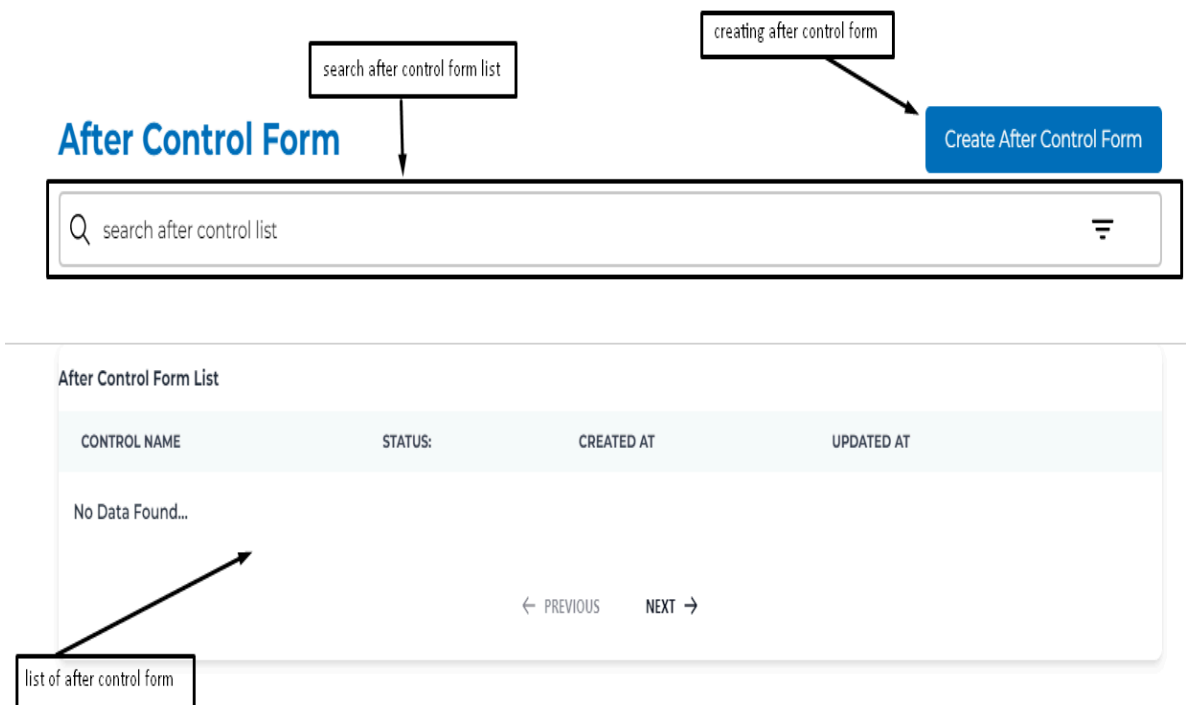 creating after control form
search after control form list
After Control Form
Create After Control Form
search after control list
After Control Form List
CONTROL NAME STATUS: CREATED AT UPDATED AT
No Data Found...
← PREVIOUS NEXT →
list of after control form